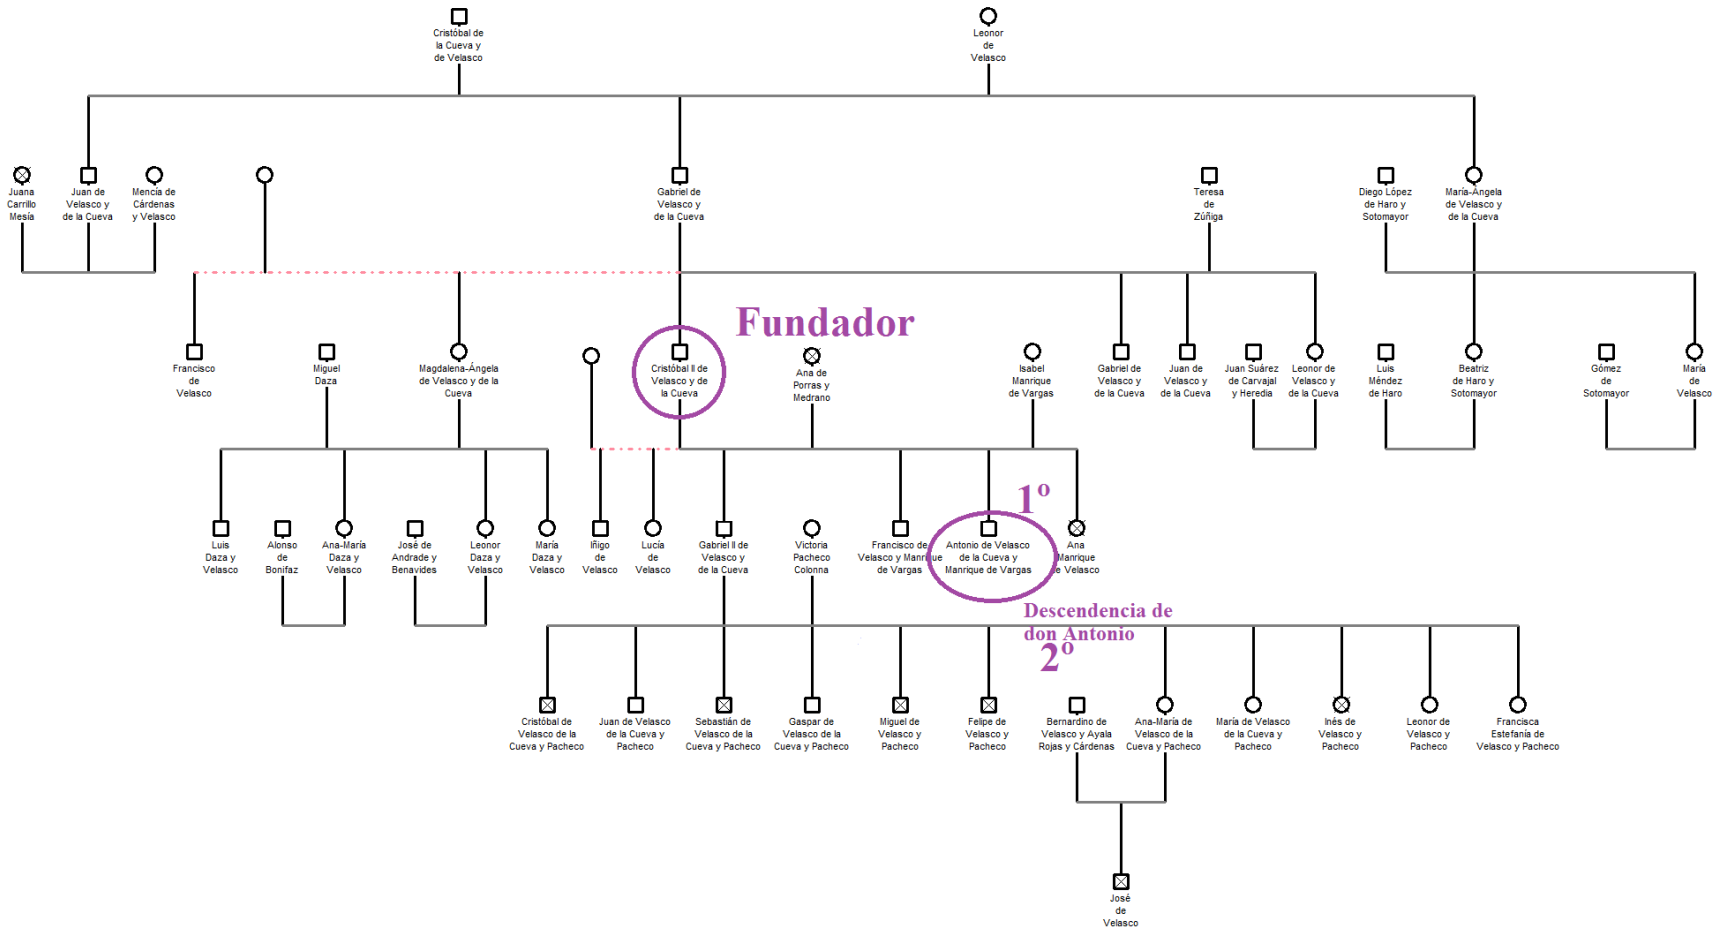 Cristóbal de
la Cueva y
de Velasco
Leonor
de
Velasco
Juana
Carrillo
Mesía
Juan de
Velasco y
de la Cueva
Mencía de
Cárdenas
y Velasco
Gabriel de
Velasco y
de la Cueva
Teresa
de
Zúñiga
Diego López
de Haro y
Sotomayor
María-Ángela
de Velasco y
de la Cueva
Fundador
Francisco
de
Velasco
Miguel
Daza
Magdalena-Ángela
de Velasco y de la
Cueva
Cristóbal II de
Velasco y de
la Cueva
Ana de
Porras y
Medrano
Isabel
Manrique
de Vargas
Gabriel de
Velasco y
de la Cueva
Juan de
Velasco y
de la Cueva
Juan Suárez
de Carvajal
y Heredia
Leonor de
Velasco y
de la Cueva
Luis
Méndez
de Haro
Beatriz
de Haro y
Sotomayor
Gómez
de
Sotomayor
María
de
Velasco
1º
Luis
Daza y
Velasco
Alonso
de
Bonifaz
Ana-María
Daza y
Velasco
José de
Andrade y
Benavides
Leonor
Daza y
Velasco
María
Daza y
Velasco
Iñigo
de
Velasco
Lucía
de
Velasco
Gabriel II de
Velasco y
de la Cueva
Victoria
Pacheco
Colonna
Francisco de
Velasco y Manrique
de Vargas
Antonio de Velasco
de la Cueva y
Manrique de Vargas
Ana
Manrique
de Velasco
Descendencia de
don Antonio
2º
Cristóbal de
Velasco de la
Cueva y Pacheco
Juan de Velasco
de la Cueva y
Pacheco
Sebastián de
Velasco de la
Cueva y Pacheco
Gaspar de
Velasco de la
Cueva y Pacheco
Miguel de
Velasco y
Pacheco
Felipe de
Velasco y
Pacheco
Bernardino de
Velasco y Ayala
Rojas y Cárdenas
Ana-María de
Velasco de la
Cueva y Pacheco
María de Velasco
de la Cueva y
Pacheco
Inés de
Velasco y
Pacheco
Leonor de
Velasco y
Pacheco
Francisca
Estefanía de
Velasco y Pacheco
José
de
Velasco